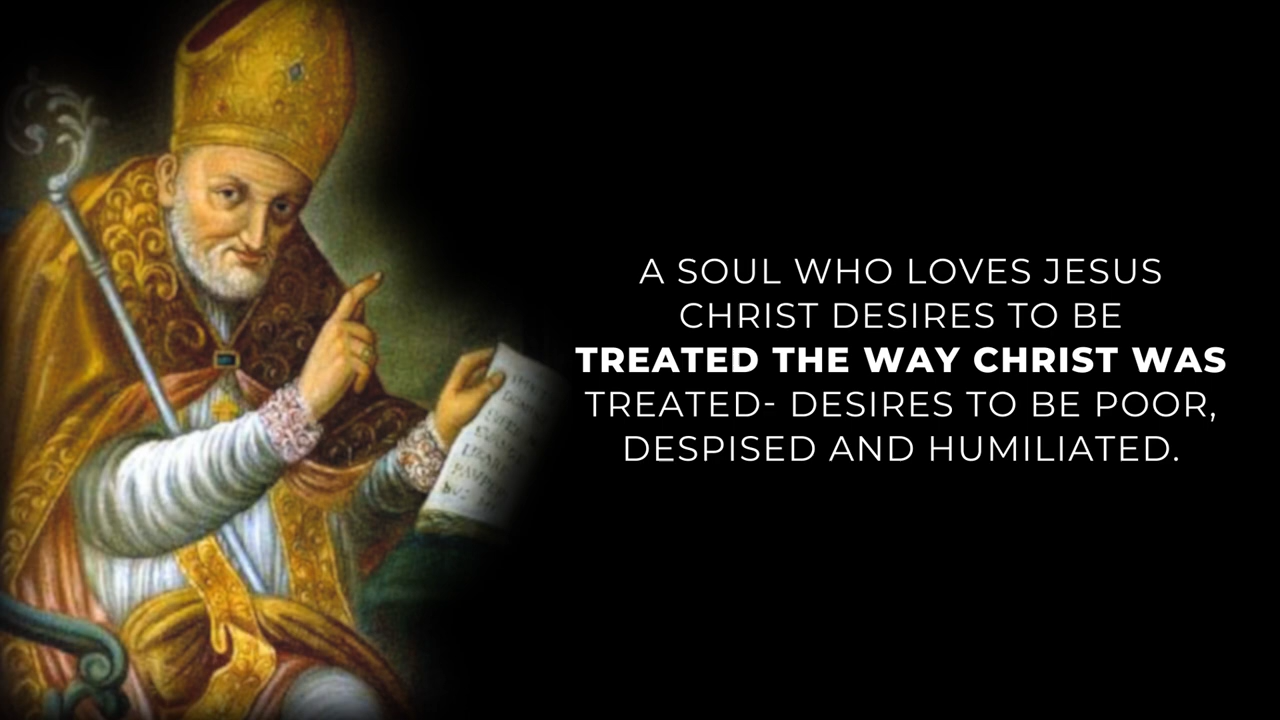 A SOUL WHO LOVES JESUS
CHRIST DESIRES TO BE
TREATED THE WAY CHRIST WAS
TREATED- DESIRES TO BE POOR,
DESPISED AND HUMILIATED.